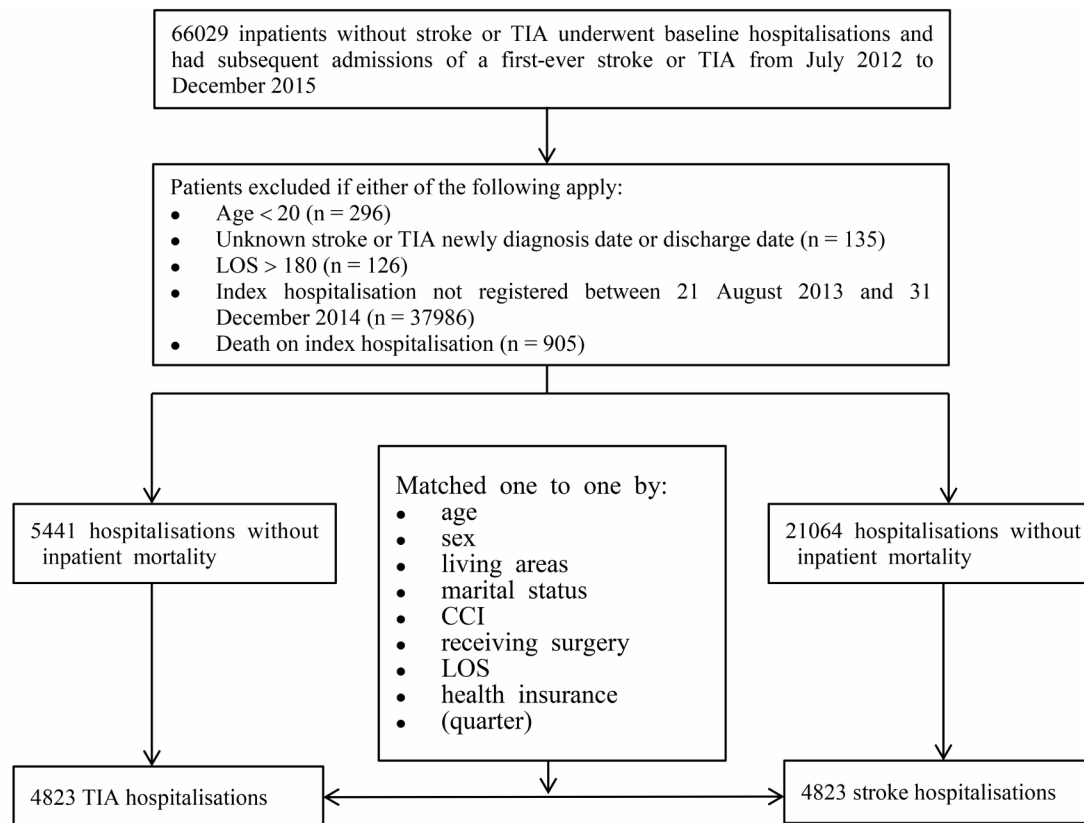 66029 inpatients without stroke or TIA underwent baseline hospitalisations and
had subsequent admissions of a first-ever stroke or TIA from July 2012 to
December 2015
Patients excluded if either of the following apply:
● Age < 20 (n = 296)
● Unknown stroke or TIA newly diagnosis date or discharge date (n = 135)
● LOS > 180 (n = 126)
● Index hospitalisation not registered between 21 August 2013 and 31
December 2014 (n = 37986)
● Death on index hospitalisation (n = 905)
5441 hospitalisations without
inpatient mortality
Matched one to one by:
● age
● sex
● living areas
● marital status
● CCI
● receiving surgery
● LOS
● health insurance
● (quarter)
21064 hospitalisations without
inpatient mortality
4823 TIA hospitalisations
4823 stroke hospitalisations